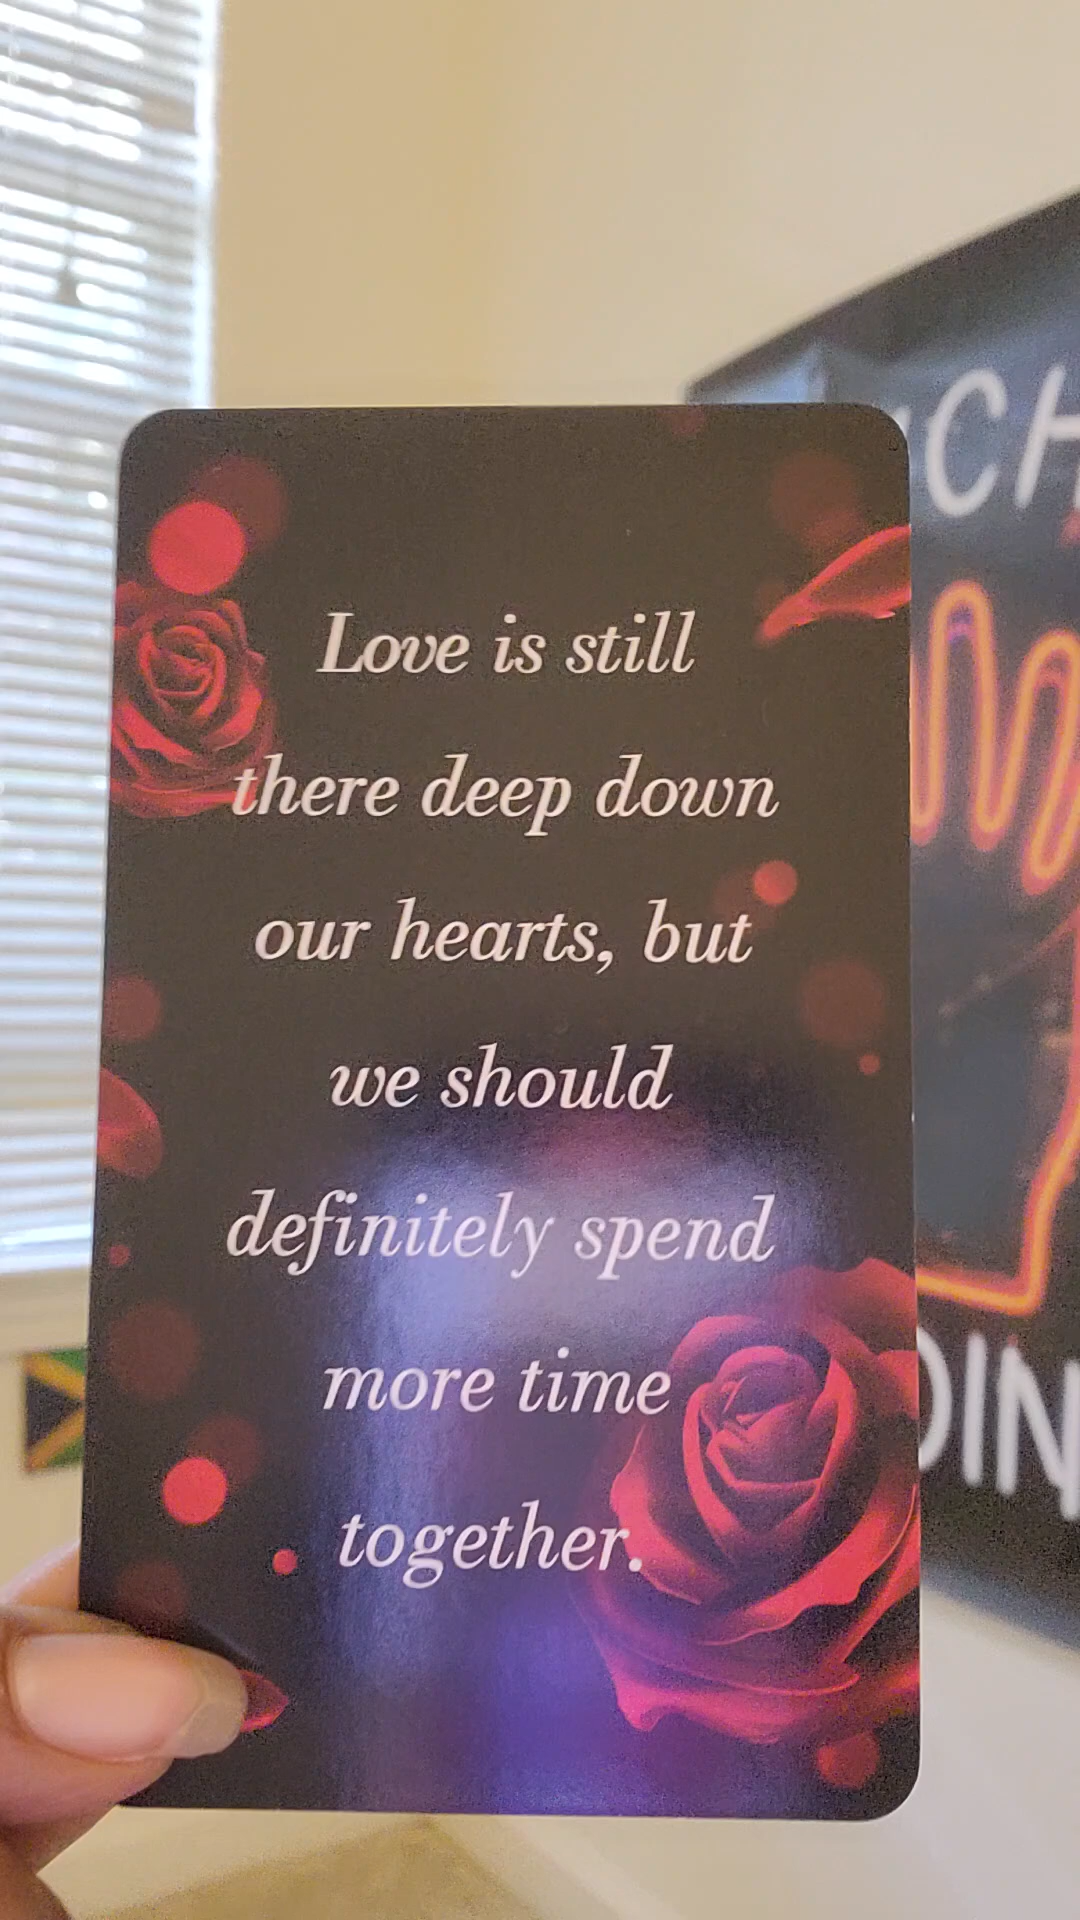 Love is still
there deep down
our hearts, but
we should
definitely spend
more time
together.